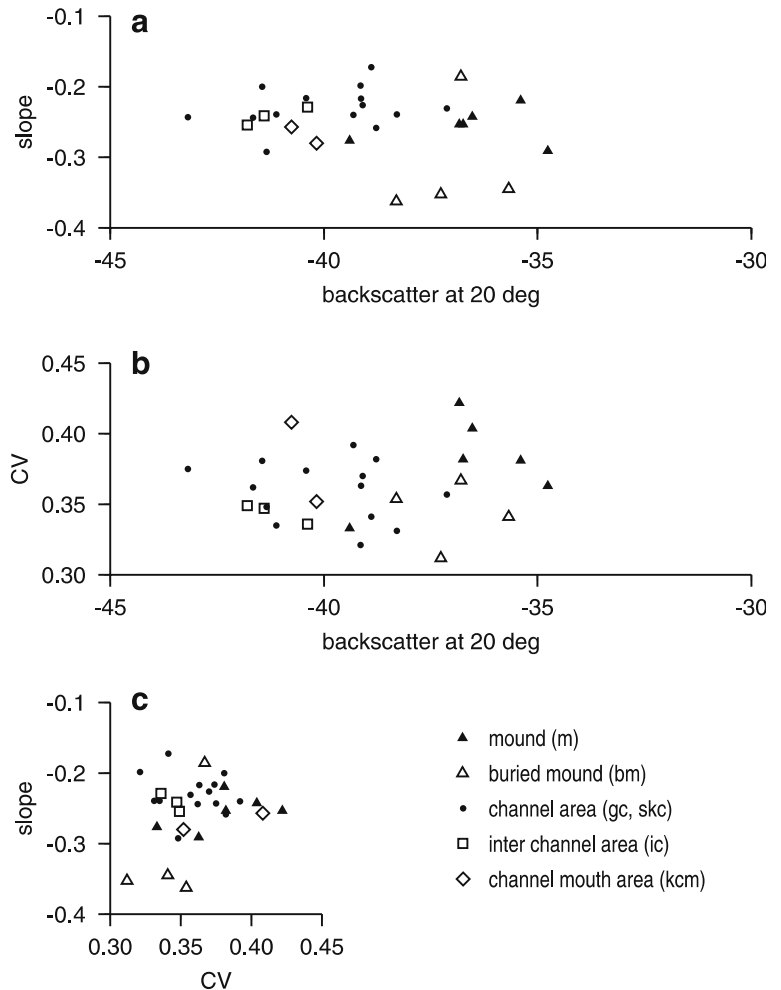 a
-0.1
-0.2
-0.3
-0.4
slope
-45
-40
-35
-30
backscatter at 20 deg
b
0.45
0.40
0.35
0.30
CV
-45
-40
-35
-30
backscatter at 20 deg
c
-0.1
-0.2
-0.3
-0.4
slope
0.30
0.35
0.40
0.45
CV
mound (m)
buried mound (bm)
channel area (gc, skc)
inter channel area (ic)
channel mouth area (kcm)